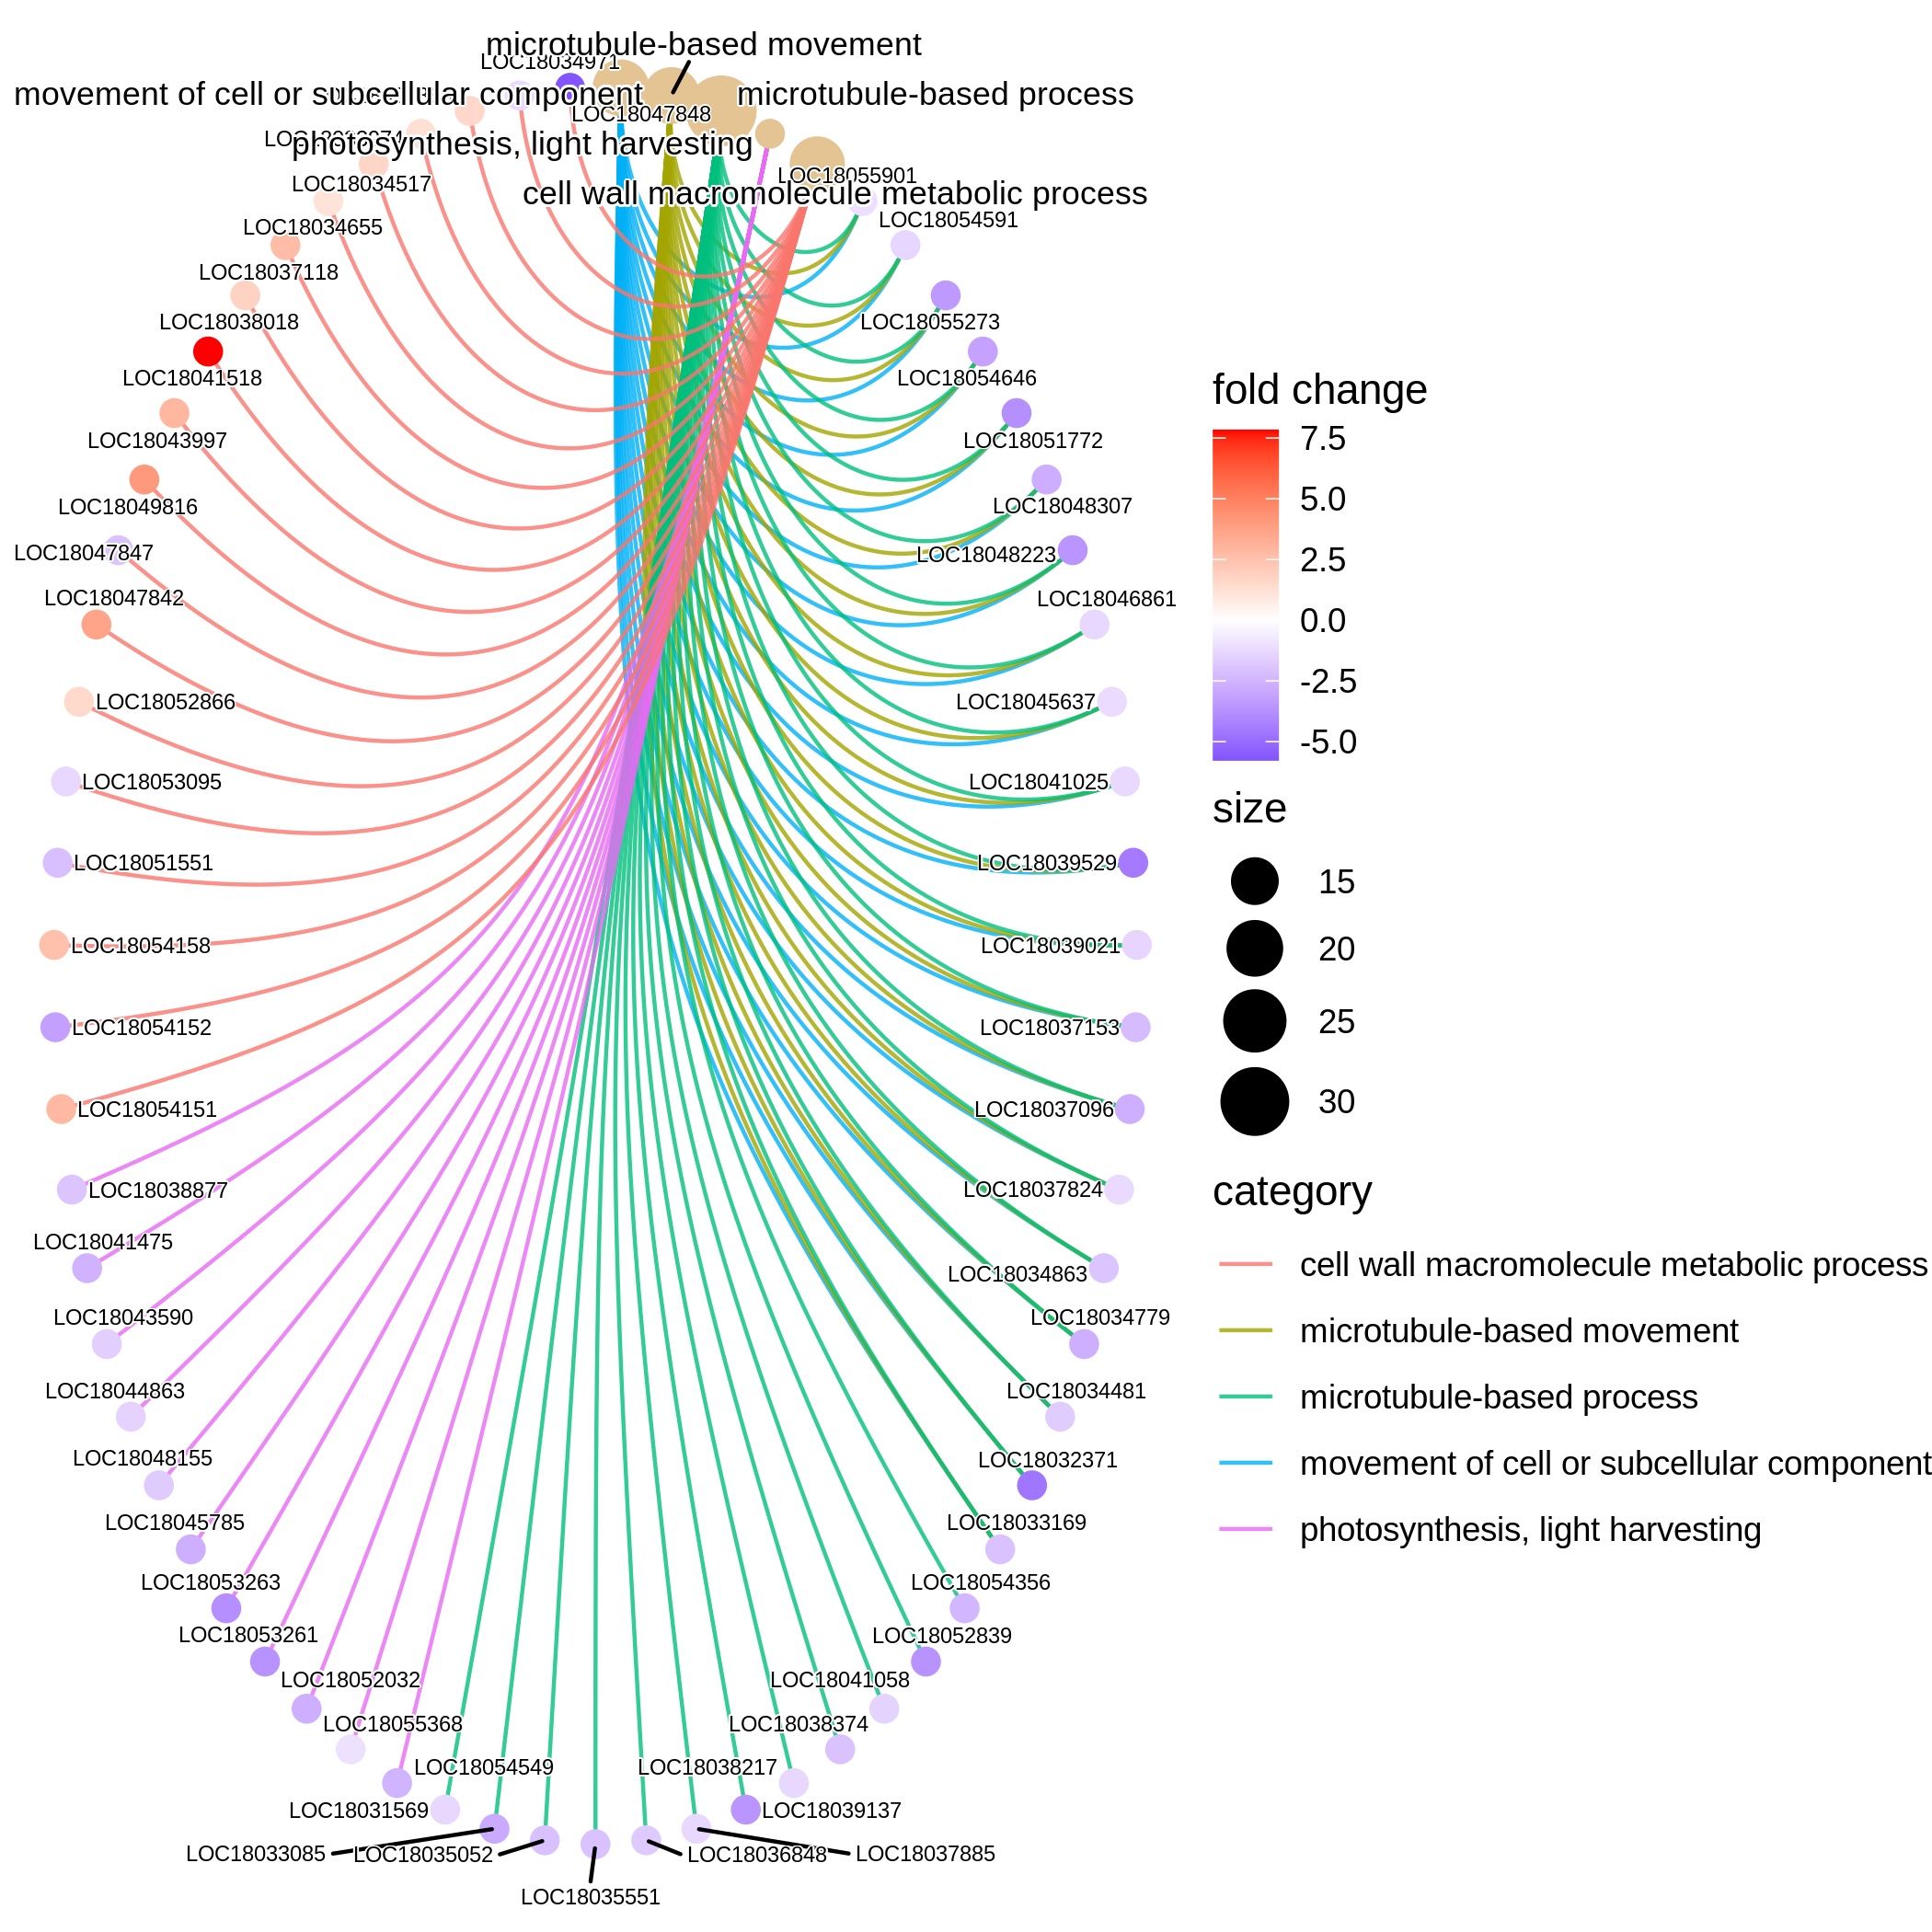 microtubule-based movement
LOC18034971
movement of cell or subcellular component
microtubule-based process
LOC18047848
photosynthesis, light harvesting
LOC18055901
LOC18034517
cell wall macromolecule metabolic process
LOC18034655
LOC18054591
LOC18037118
LOC18038018
LOC18055273
LOC18041518
LOC18054646
LOC18043997
LOC18051772
LOC18049816
LOC18048307
LOC18047847
LOC18048223
LOC18047842
LOC18046861
LOC18052866
LOC18045637
LOC18053095
LOC18041025
LOC18051551
LOC18039529
LOC18054158
LOC18039021
LOC18054152
LOC18037153
LOC18054151
LOC18037096
LOC18038877
LOC18037824
LOC18041475
LOC18034863
LOC18043590
LOC18034779
LOC18044863
LOC18034481
LOC18048155
LOC18032371
LOC18045785
LOC18033169
LOC18053263
LOC18054356
LOC18053261
LOC18052839
LOC18052032
LOC18041058
LOC18055368
LOC18038374
LOC18054549
LOC18038217
LOC18031569
LOC18039137
LOC18033085
LOC18035052
LOC18036848
LOC18037885
LOC18035551
fold change
7.5
5.0
2.5
0.0
-2.5
-5.0
size
15
20
25
30
category
cell wall macromolecule metabolic process
microtubule-based movement
microtubule-based process
movement of cell or subcellular component
photosynthesis, light harvesting